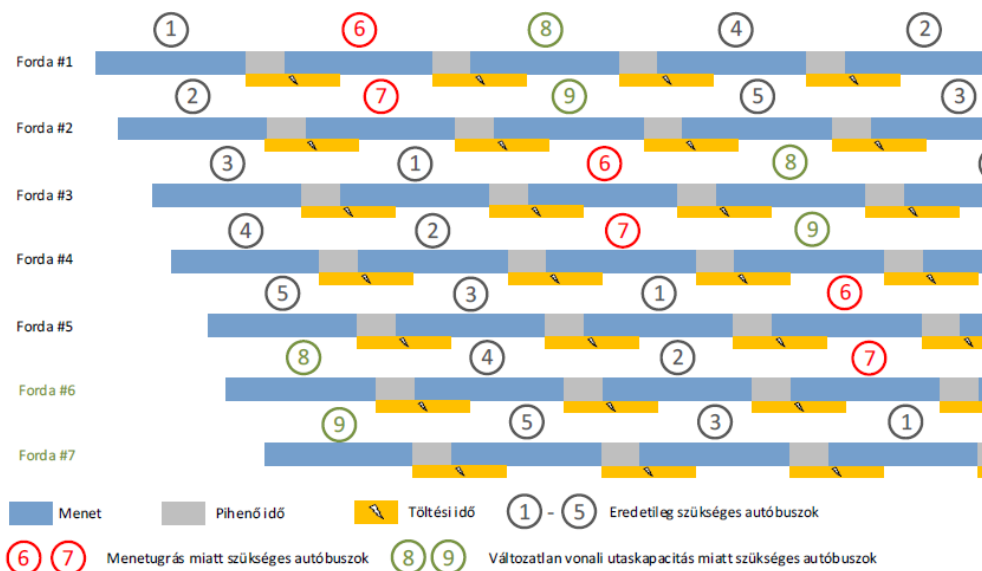 1 6 8 4 2
Forda #1
2 7 9 5 3
Forda #2
3 1 6 8
Forda #3
4 2 7 9
Forda #4
5 3 1 6
Forda #5
8 4 2 7
Forda #6
9 5 3 1
Forda #7
Menet Pihenő idő Töltési idő 1 - 5 Eredetileg szükséges autóbuszok
6 7 Menetugrás miatt szükséges autóbuszok 8 9 Változatlan vonali utaskapacitás miatt szükséges autóbuszok